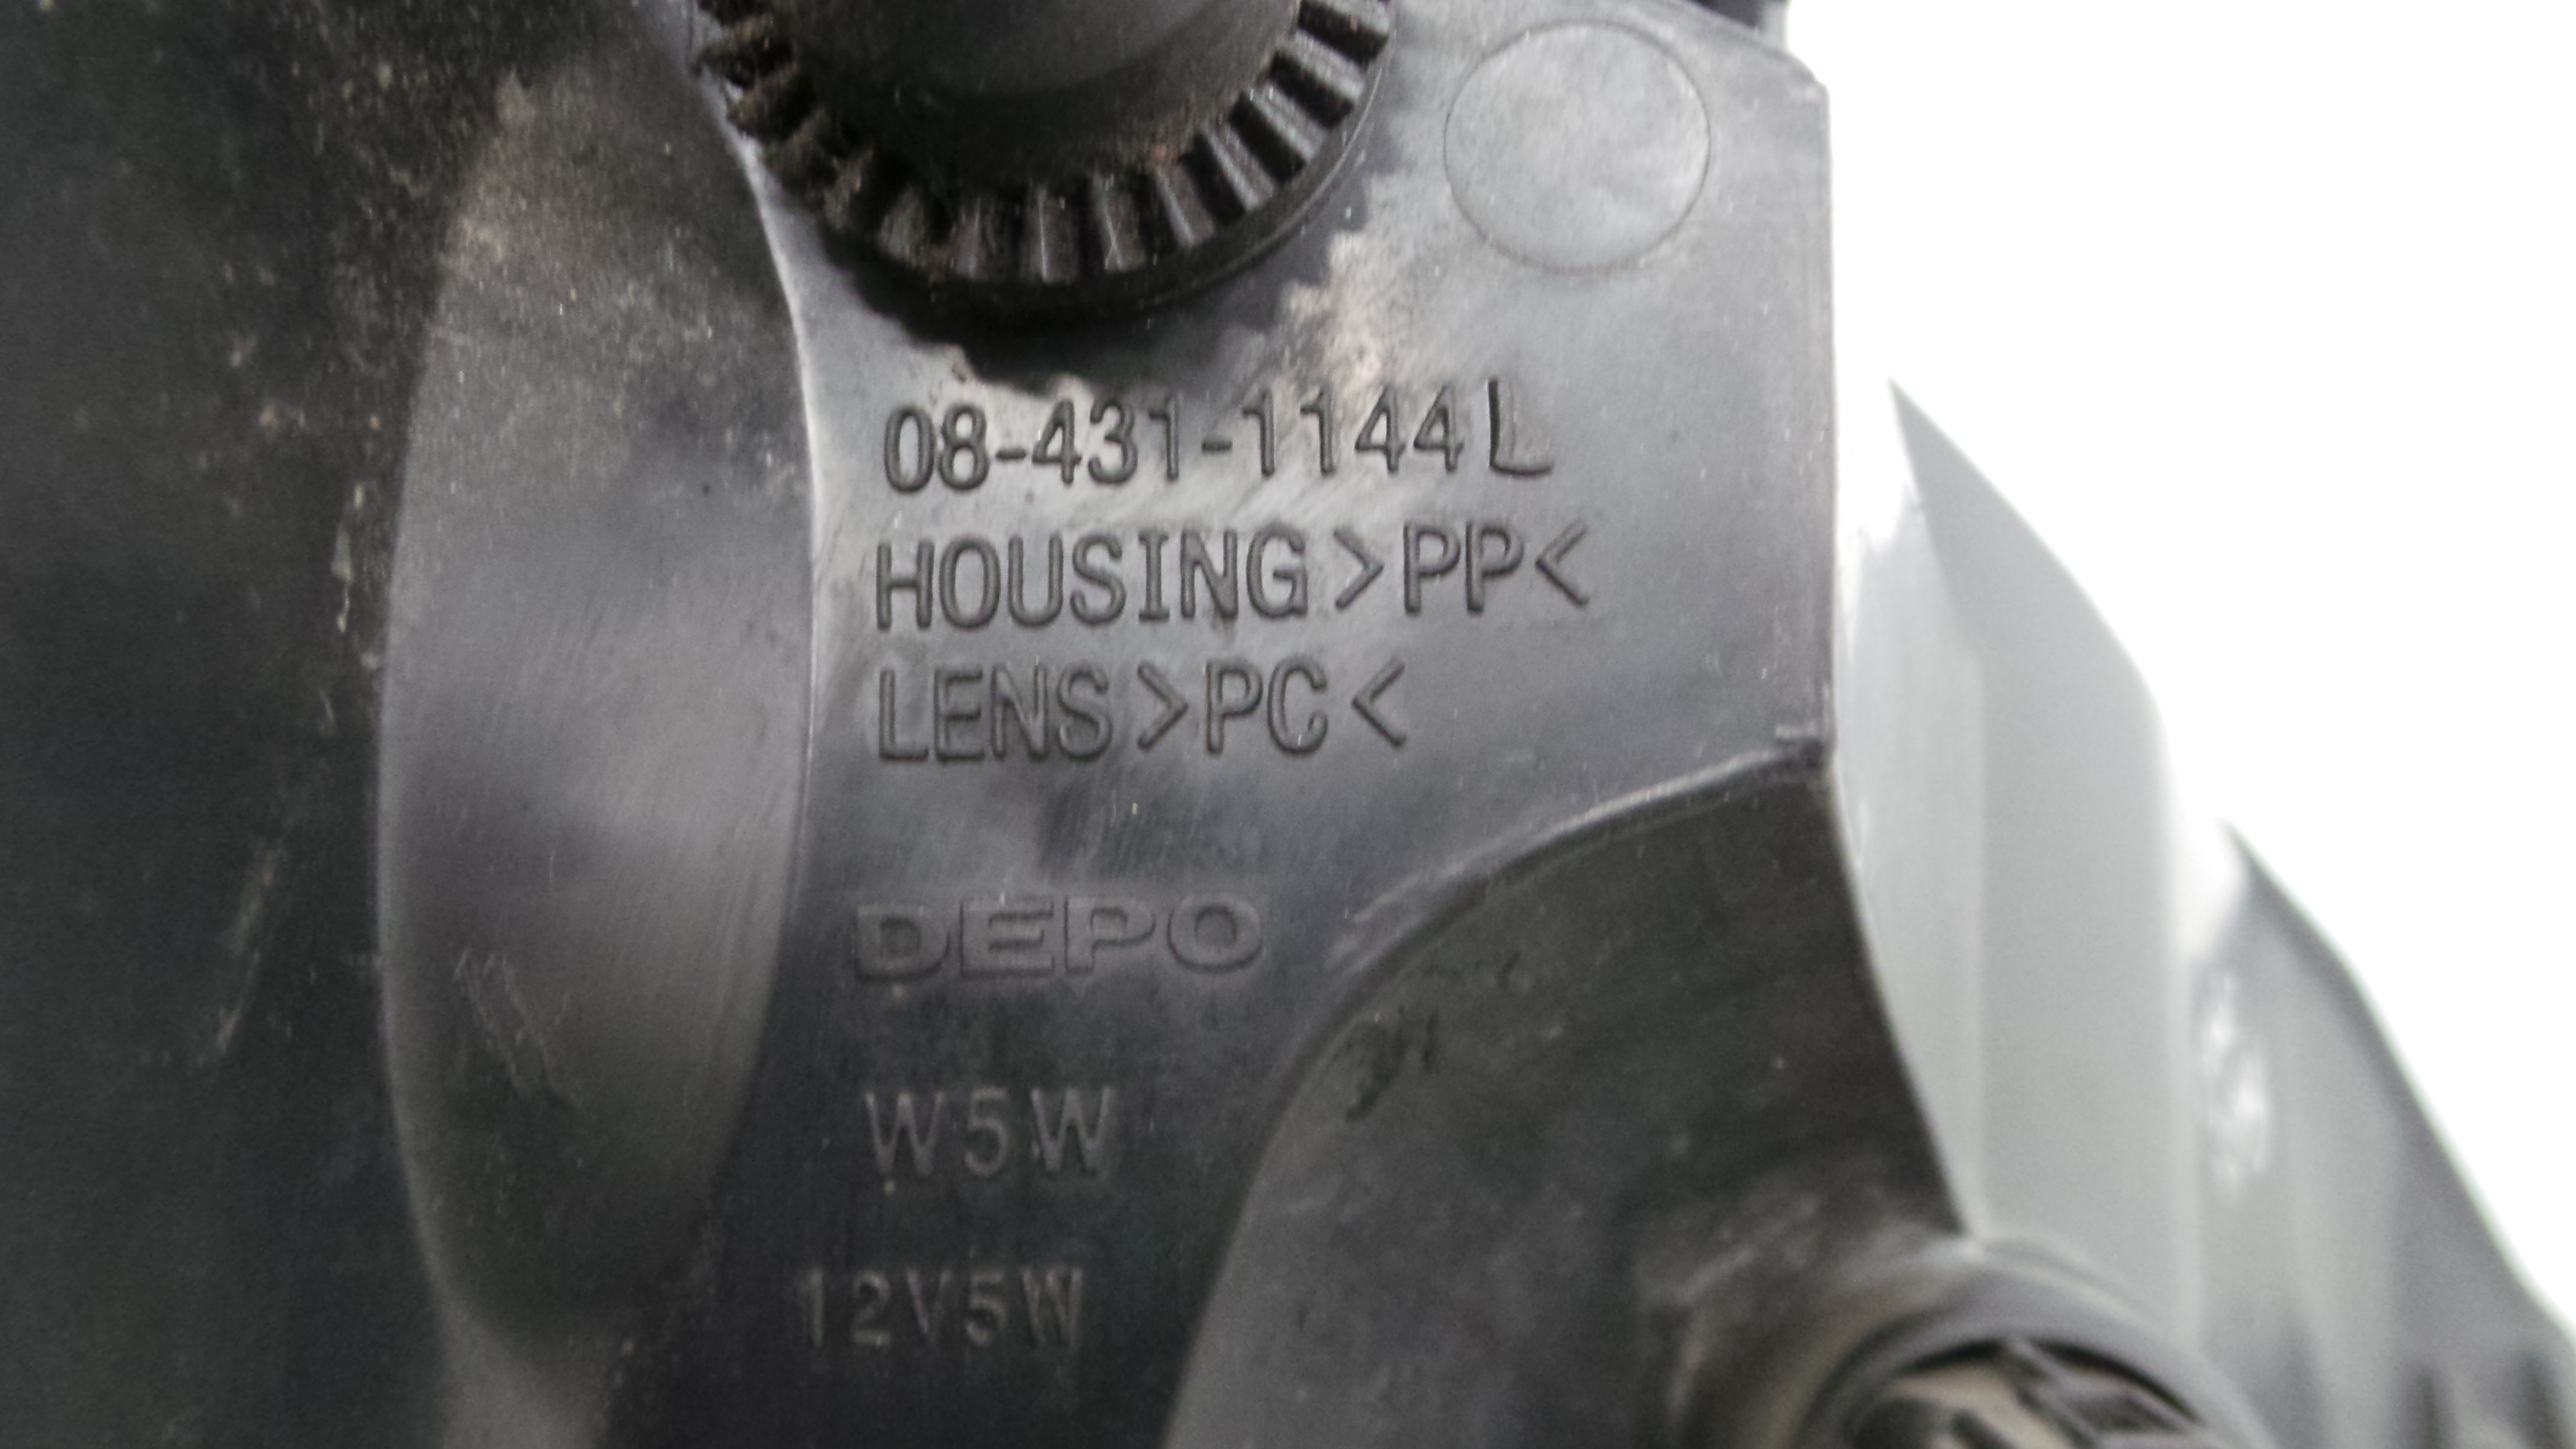 08-431-1144L
HOUSING>PP<
LENS>PC<
DEPO
W5W
12V5W